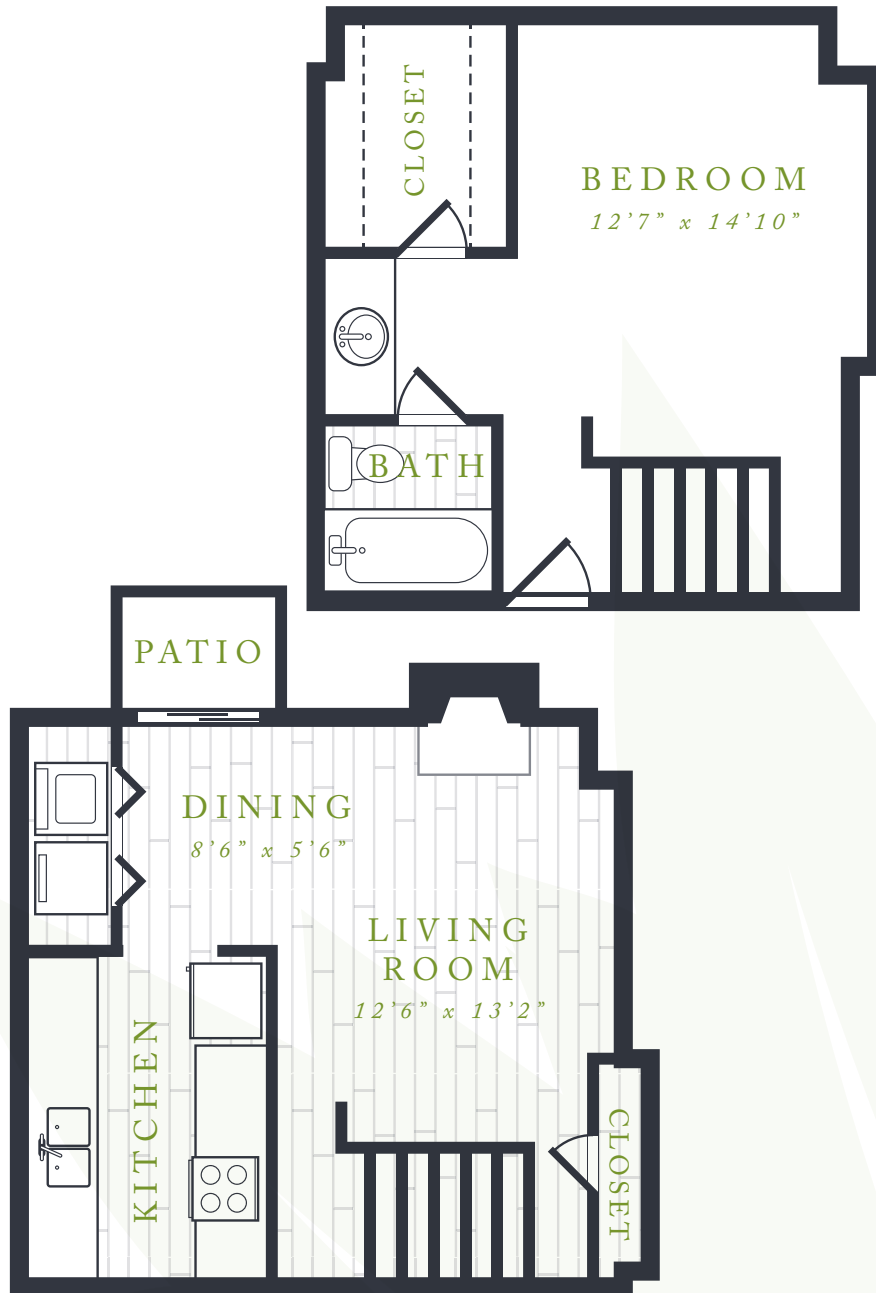 CLOSET
BEDROOM
12’7” x 14’10”
BATH
PATIO
DINING
8’6” x 5’6”
LIVING
ROOM
12’6” x 13’2”
KITCHEN
CLOSET